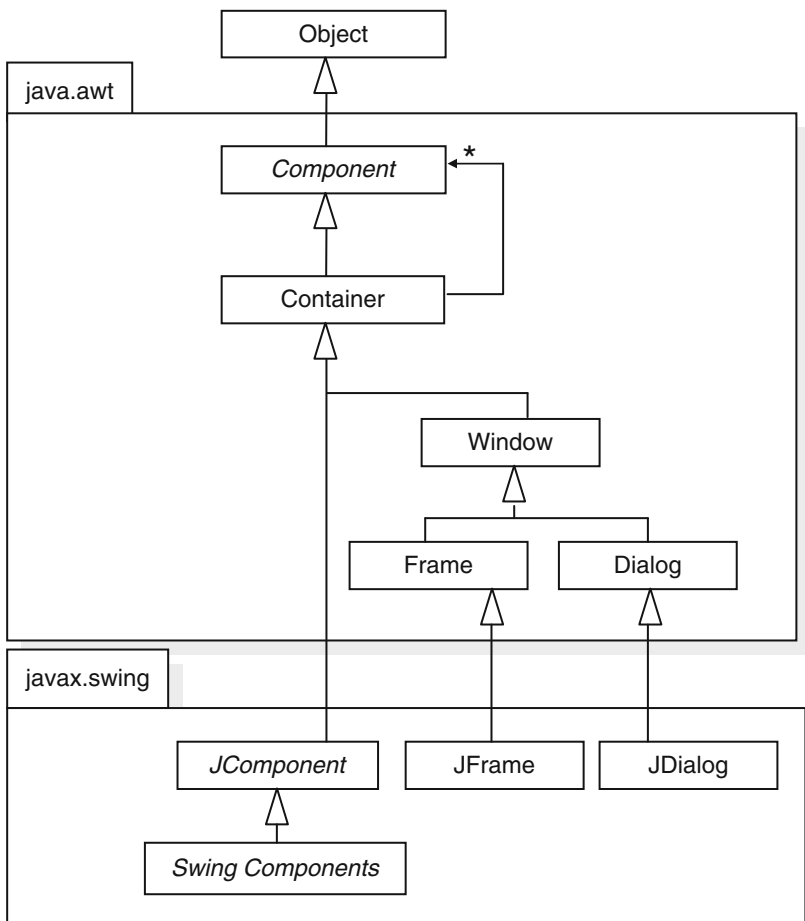 Object
java.awt
Component
*
Container
Window
Frame
Dialog
javax.swing
JComponent
JFrame
JDialog
Swing Components